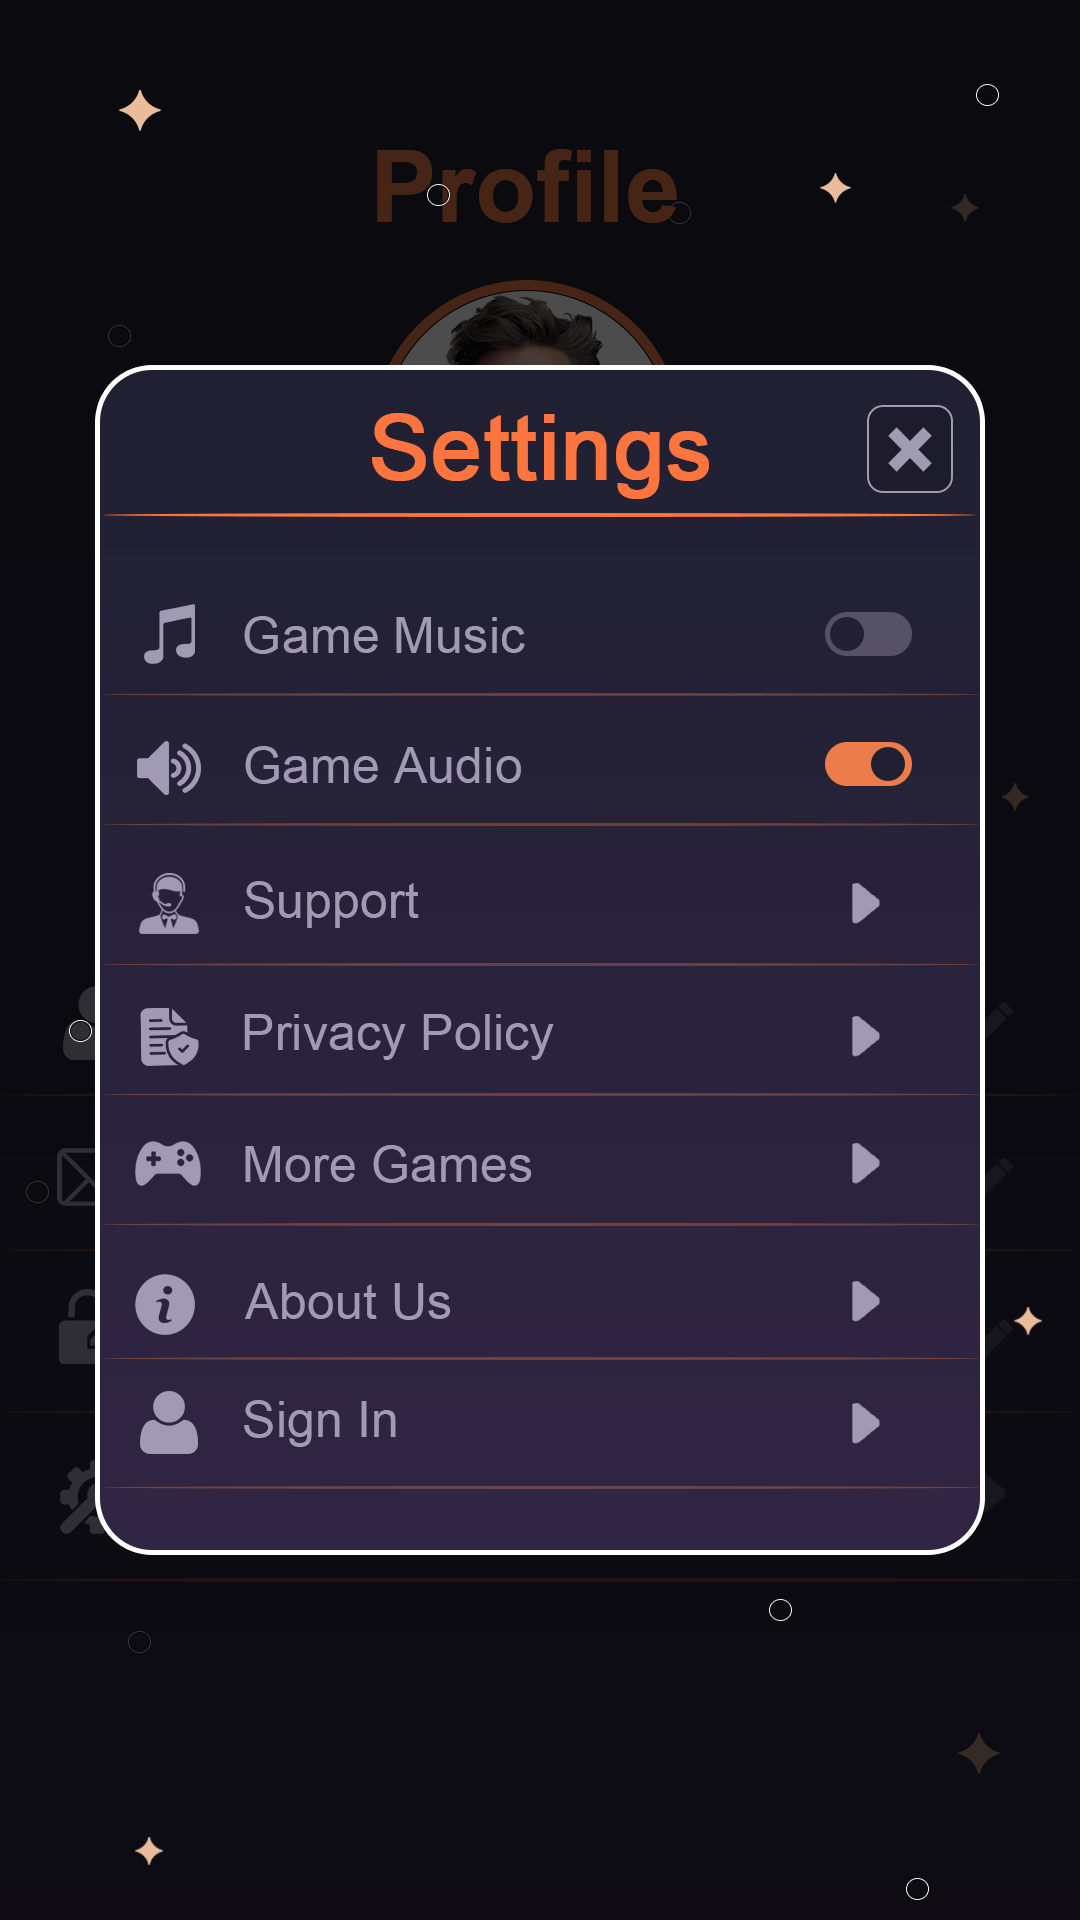 Profile
Settings
Game Music
Game Audio
Support
Privacy Policy
More Games
About Us
Sign In